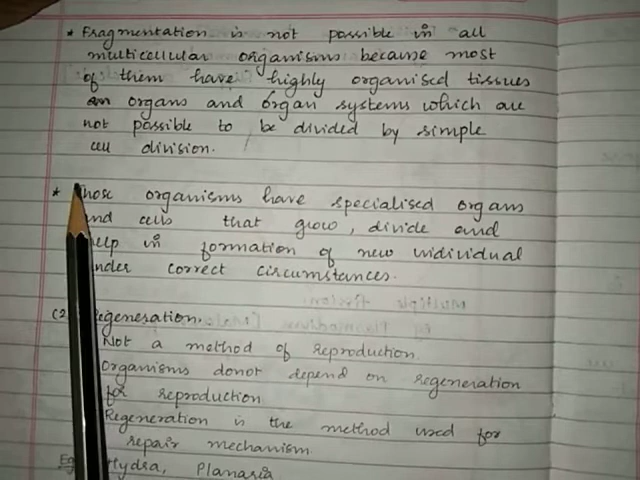 * Fragmentation is not possible in all
multicellular organisms because most
of them have highly organised tissues
organs and organ systems which are
not possible to be divided by simple
cell division.
* Those organisms have specialised organs
and cells that grow, divide and
help in formation of new individual
under correct circumstances.
(2) Regeneration.
Not a method of reproduction.
Organisms donot depend on regeneration
for reproduction
Regeneration is the method used for
repair mechanism
Eg Hydra, Planaria